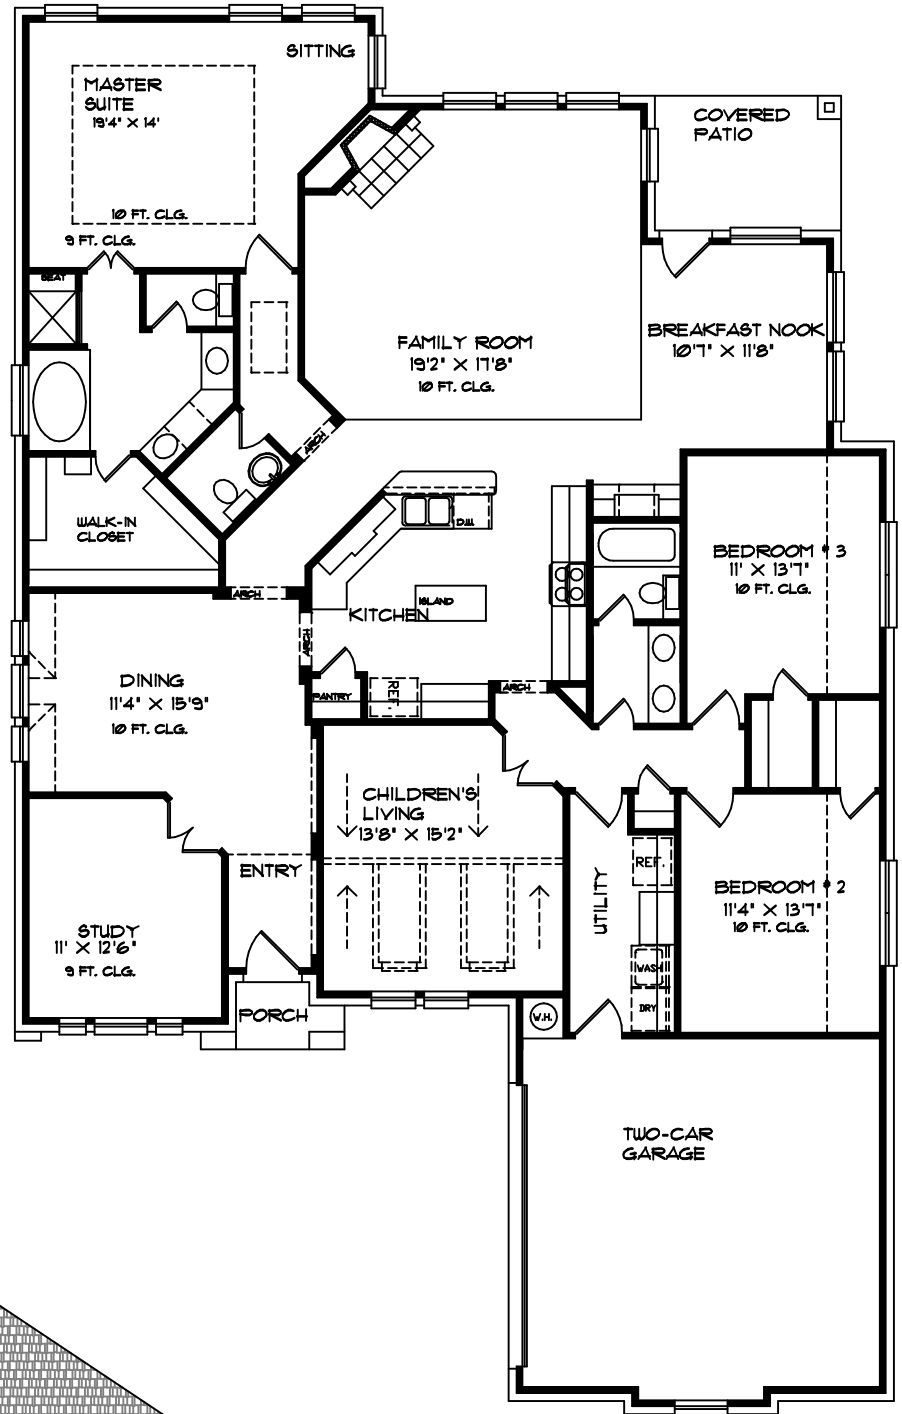 SITTING
MASTER
SUITE
19'4" X 14'
10 FT. CLG.
9 FT. CLG.
COVERED
PATIO
SEAT
FAMILY ROOM
19'2" X 17'8"
10 FT. CLG.
BREAKFAST NOOK
10'7" X 11'8"
ARCH
WALK-IN
CLOSET
D.W.
BEDROOM # 3
11' X 13'7"
10 FT. CLG.
ARCH
ISLAND
KITCHEN
ARCH
DINING
11'4" X 15'9"
10 FT. CLG.
PANTRY
REF.
ARCH
CHILDREN'S
LIVING
13'8" X 15'2"
ENTRY
REF.
UTILITY
BEDROOM # 2
11'4" X 13'7"
10 FT. CLG.
STUDY
11' X 12'6"
9 FT. CLG.
WASH
DRY
PORCH
W.H.
TWO-CAR
GARAGE